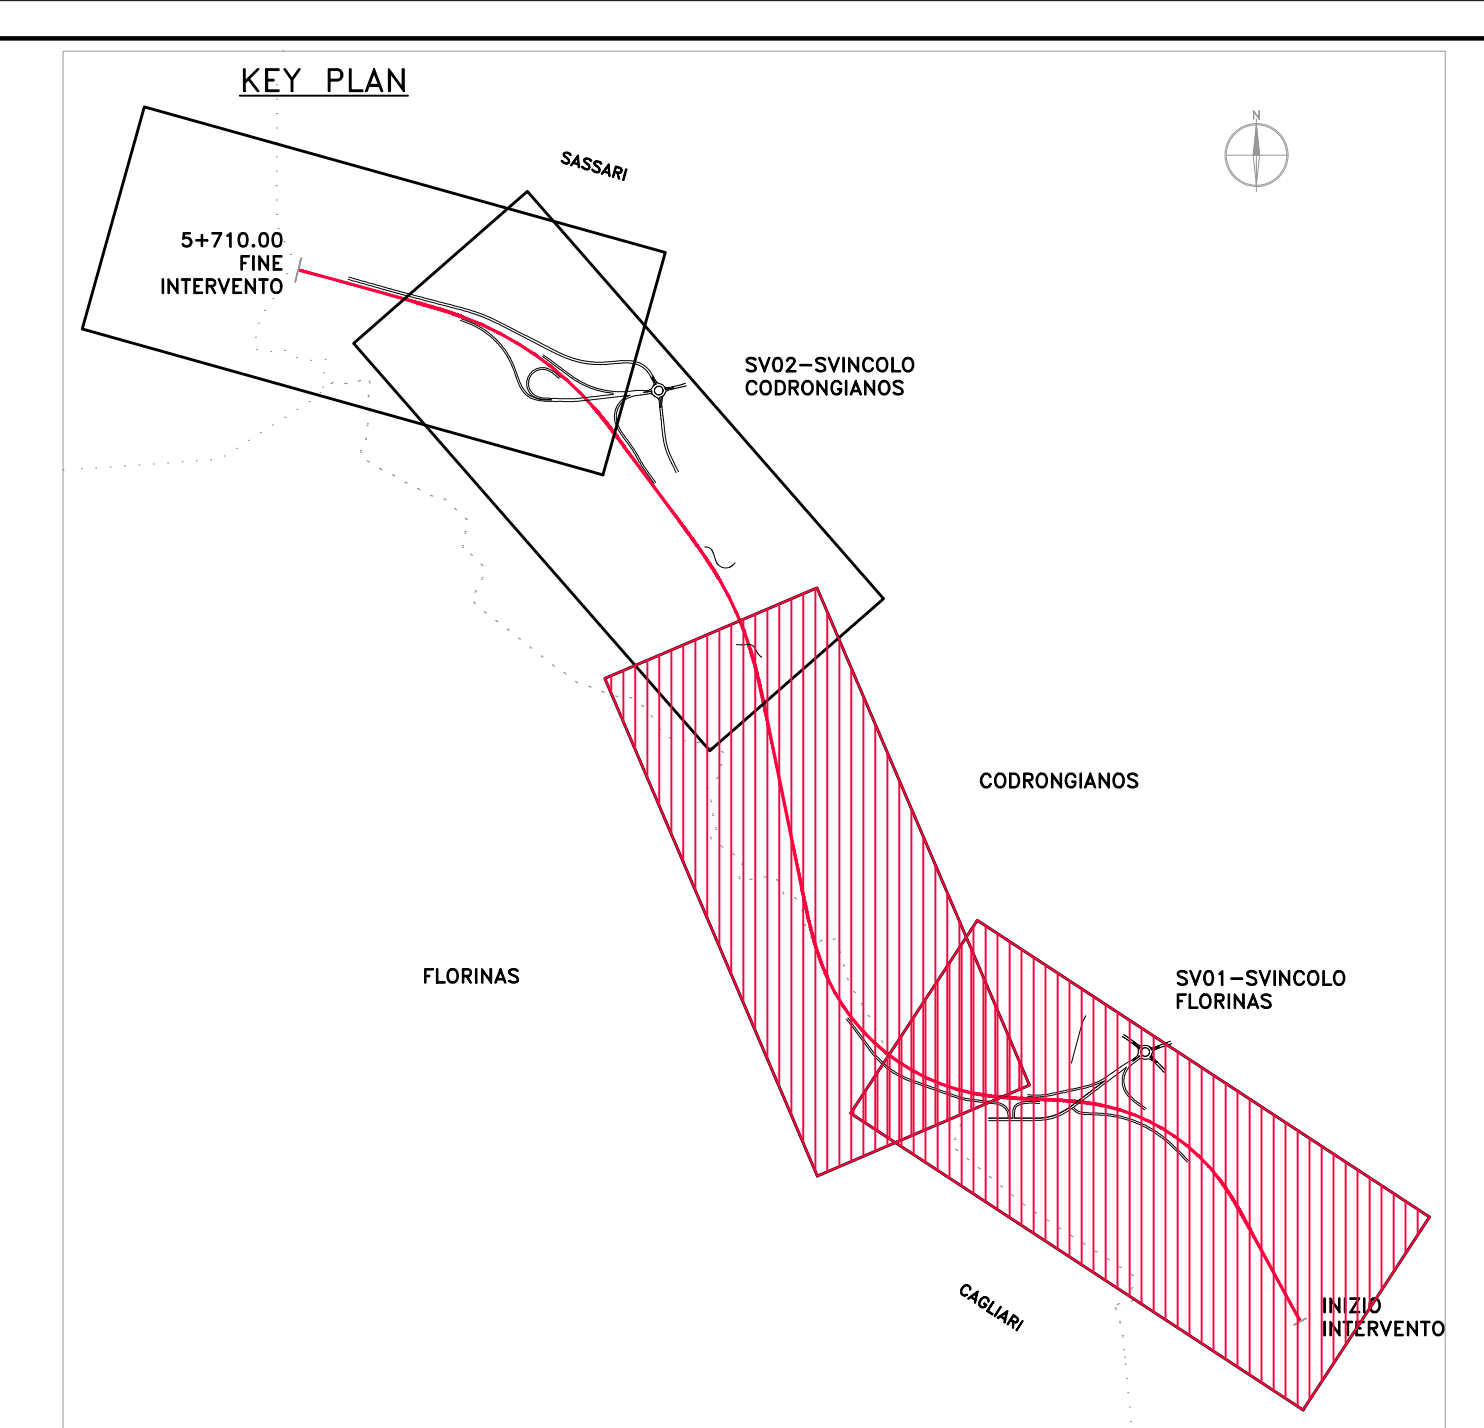 KEY PLAN
N
SASSARI
5+710.00
FINE
INTERVENTO
SV02-SVINCOLO
CODRONGIANOS
CODRONGIANOS
FLORINAS
SV01-SVINCOLO
FLORINAS
CAGLIARI
INIZIO
INTERVENTO